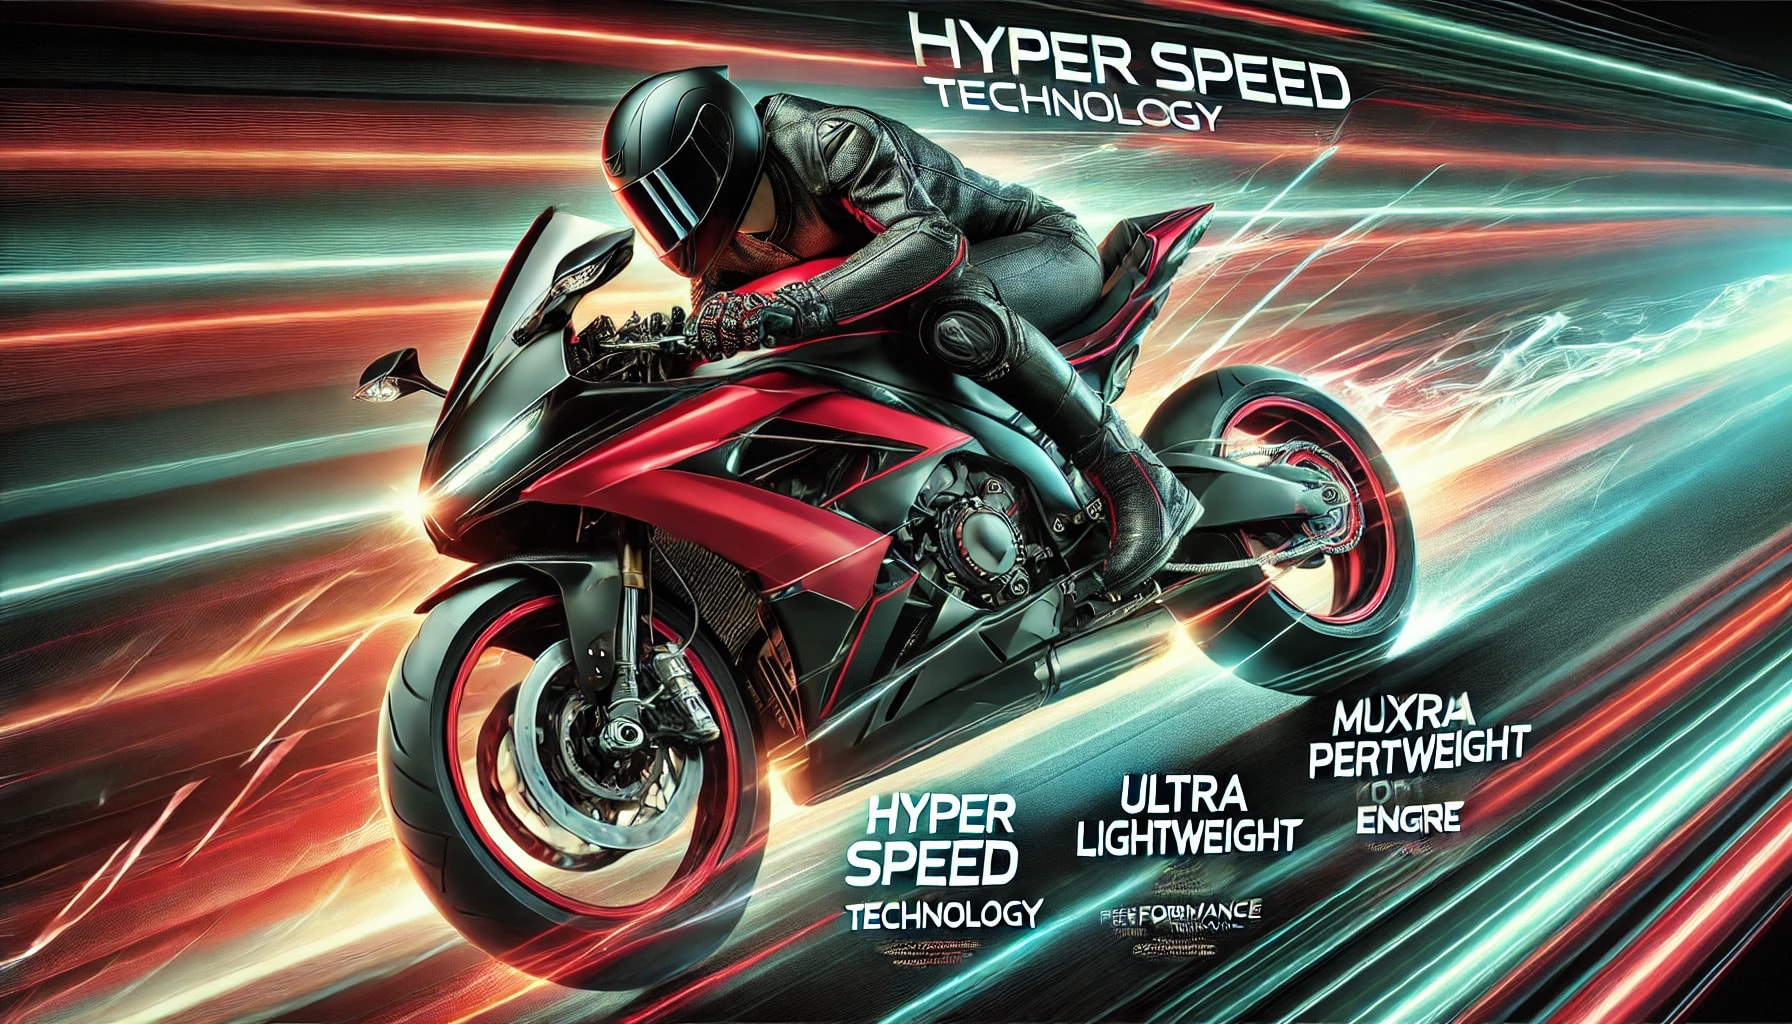 HYPER SPEED
TECHNOLOGY
MUXRA
PERTWEIGHT
ENGRE
ULTRA
LIGHTWEIGHT
HYPER
SPEED
TECHNOLOGY